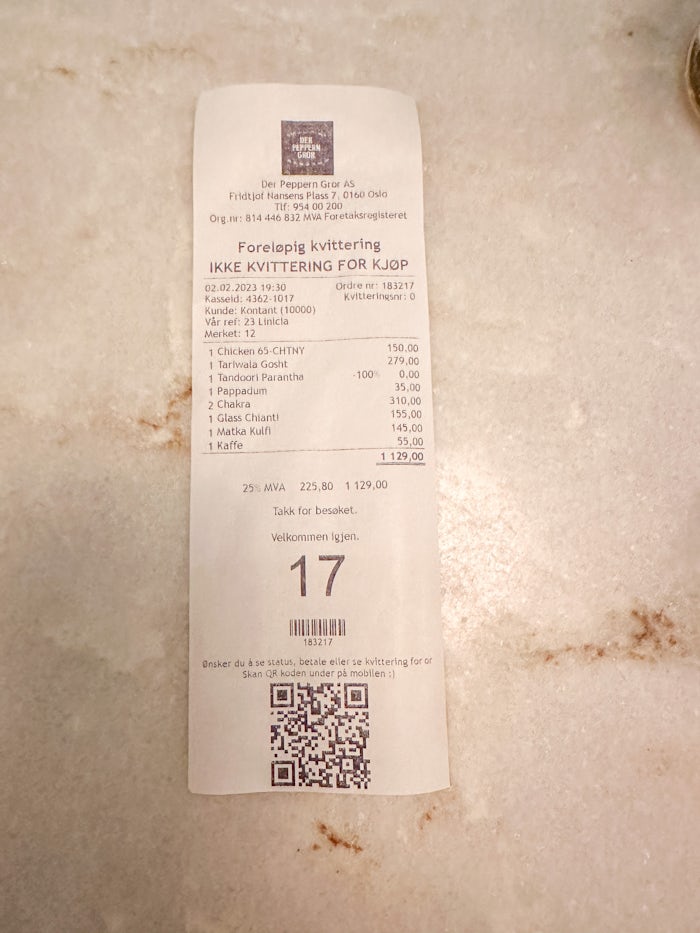 DER
PEPPERN
GROR
Der Peppern Gror AS
Fridtjof Nansens Plass 7, 0160 Oslo
Tlf: 954 00 200
Org.nr: 814 446 832 MVA Foretaksregisteret
Foreløpig kvittering
IKKE KVITTERING FOR KJØP
02.02.2023 19:30 Ordre nr: 183217
Kasseid: 4362-1017 Kvitteringsnr: 0
Kunde: Kontant (10000)
Vår ref: 23 Linicia
Merket: 12
1 Chicken 65-CHTNY 150,00
1 Tariwala Gosht 279,00
1 Tandoori Parantha -100% 0,00
1 Pappadum 35,00
2 Chakra 310,00
1 Glass Chianti 155,00
1 Matka Kulfi 145,00
1 Kaffe 55,00
1 129,00
25% MVA 225,80 1 129,00
Takk for besøket.
Velkommen igjen.
17
183217
Ønsker du å se status, betale eller se kvittering for or
Skan QR koden under på mobilen :)